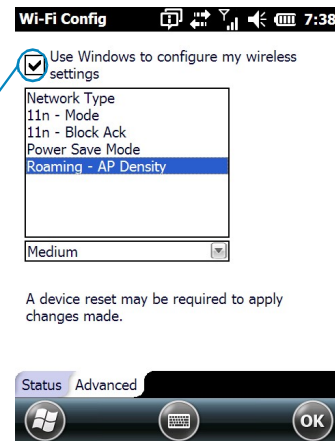 Wi-Fi Config 7:38
Use Windows to configure my wireless
settings
Network Type
11n - Mode
11n - Block Ack
Power Save Mode
Roaming - AP Density
Medium
A device reset may be required to apply
changes made.
Status Advanced
OK